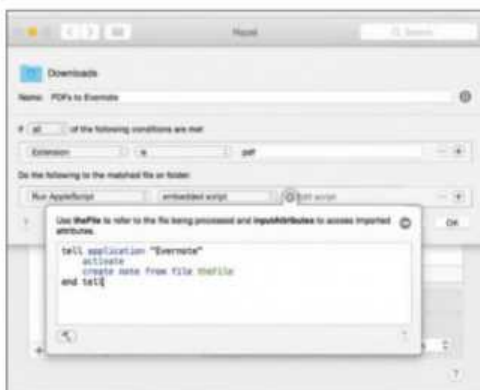 Hazel
Search
Downloads
Name: PDFs to Evernote
If all of the following conditions are met
Extension is pdf
Do the following to the matched file or folder:
Run AppleScript embedded script Edit script
Use theFile to refer to the file being processed and inputAttributes to access imported
attributes.
OK
tell application "Evernote"
activate
create note from file theFile
end tell
?